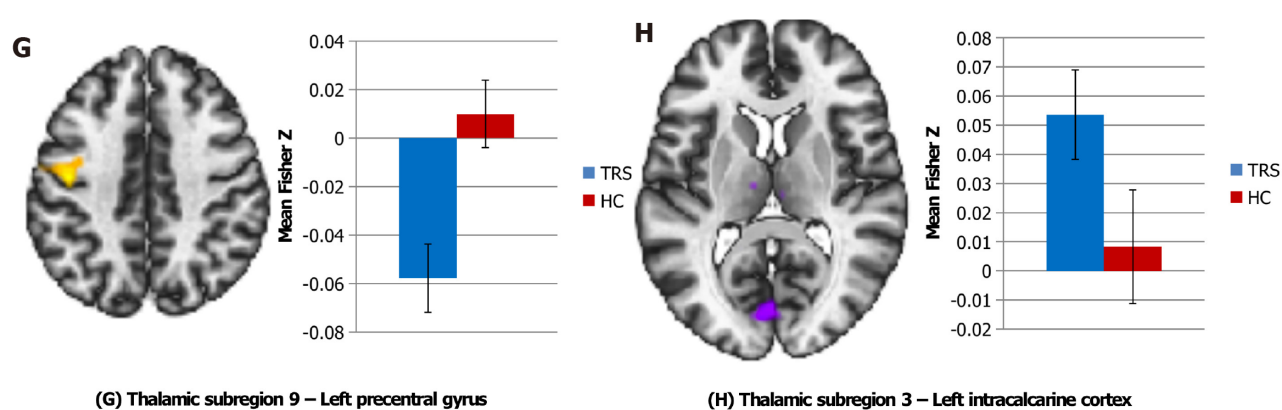 G
0.04
0.02
0
-0.02
-0.04
-0.06
-0.08
Mean Fisher Z
TRS
HC
(G) Thalamic subregion 9 – Left precentral gyrus
H
0.08
0.07
0.06
0.05
0.04
0.03
0.02
0.01
0
-0.01
-0.02
Mean Fisher Z
TRS
HC
(H) Thalamic subregion 3 – Left intracalcarine cortex